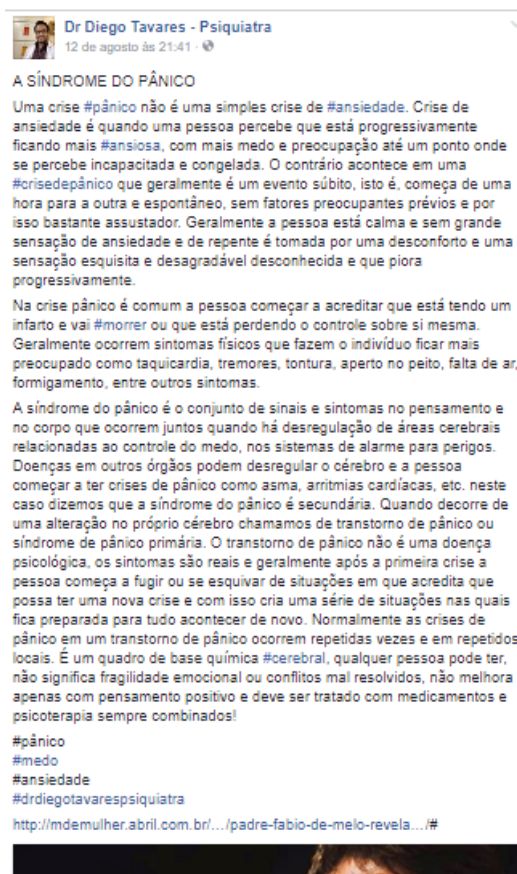 Dr Diego Tavares - Psiquiatra
12 de agosto às 21:41 ·
A SÍNDROME DO PÂNICO
Uma crise #pânico não é uma simples crise de #ansiedade. Crise de
ansiedade é quando uma pessoa percebe que está progressivamente
ficando mais #ansiosa, com mais medo e preocupação até um ponto onde
se percebe incapacitada e congelada. O contrário acontece em uma
#crisedepânico que geralmente é um evento súbito, isto é, começa de uma
hora para a outra e espontâneo, sem fatores preocupantes prévios e por
isso bastante assustador. Geralmente a pessoa está calma e sem grande
sensação de ansiedade e de repente é tomada por uma desconforto e uma
sensação esquisita e desagradável desconhecida e que piora
progressivamente.
Na crise pânico é comum a pessoa começar a acreditar que está tendo um
infarto e vai #morrer ou que está perdendo o controle sobre si mesma.
Geralmente ocorrem sintomas físicos que fazem o indivíduo ficar mais
preocupado como taquicardia, tremores, tontura, aperto no peito, falta de ar,
formigamento, entre outros sintomas.
A síndrome do pânico é o conjunto de sinais e sintomas no pensamento e
no corpo que ocorrem juntos quando há desregulação de áreas cerebrais
relacionadas ao controle do medo, nos sistemas de alarme para perigos.
Doenças em outros órgãos podem desregular o cérebro e a pessoa
começar a ter crises de pânico como asma, arritmias cardíacas, etc. neste
caso dizemos que a síndrome do pânico é secundária. Quando decorre de
uma alteração no próprio cérebro chamamos de transtorno de pânico ou
síndrome de pânico primária. O transtorno de pânico não é uma doença
psicológica, os sintomas são reais e geralmente após a primeira crise a
pessoa começa a fugir ou se esquivar de situações em que acredita que
possa ter uma nova crise e com isso cria uma série de situações nas quais
fica preparada para tudo acontecer de novo. Normalmente as crises de
pânico em um transtorno de pânico ocorrem repetidas vezes e em repetidos
locais. É um quadro de base química #cerebral, qualquer pessoa pode ter,
não significa fragilidade emocional ou conflitos mal resolvidos, não melhora
apenas com pensamento positivo e deve ser tratado com medicamentos e
psicoterapia sempre combinados!
#pânico
#medo
#ansiedade
#drdiegotavarespsiquiatra
http://mdemulher.abril.com.br/.../padre-fabio-de-melo-revela.../#